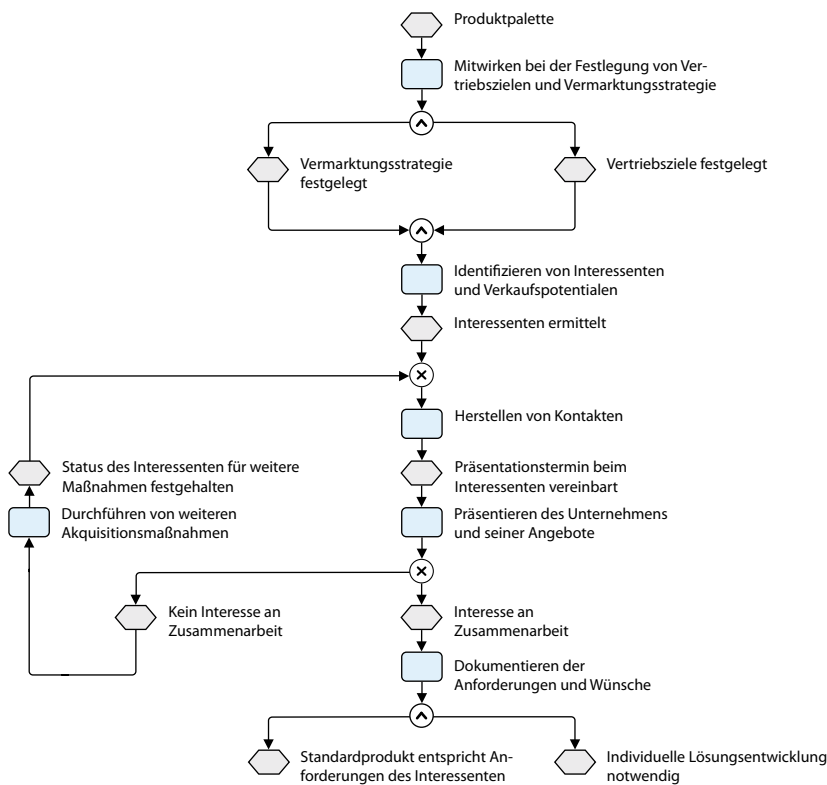 Produktpalette
Mitwirken bei der Festlegung von Ver-
triebszielen und Vermarktungsstrategie
Vermarktungsstrategie
festgelegt
Vertriebsziele festgelegt
Identifizieren von Interessenten
und Verkaufspotentialen
Interessenten ermittelt
Herstellen von Kontakten
Status des Interessenten für weitere
Maßnahmen festgehalten
Präsentationstermin beim
Interessenten vereinbart
Durchführen von weiteren
Akquisitionsmaßnahmen
Präsentieren des Unternehmens
und seiner Angebote
Kein Interesse an
Zusammenarbeit
Interesse an
Zusammenarbeit
Dokumentieren der
Anforderungen und Wünsche
Standardprodukt entspricht An-
forderungen des Interessenten
Individuelle Lösungsentwicklung
notwendig